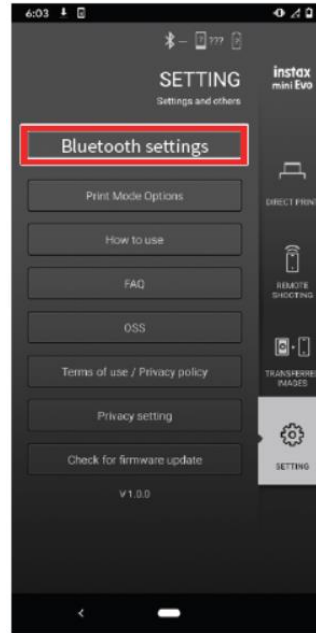 6:03
???
SETTING
Settings and others
instax
mini Evo
Bluetooth settings
Print Mode Options
How to use
FAQ
OSS
Terms of use / Privacy policy
Privacy setting
Check for firmware update
V 1.0.0
DIRECT PRINT
REMOTE
SHOOTING
TRANSFERRED
IMAGES
SETTING